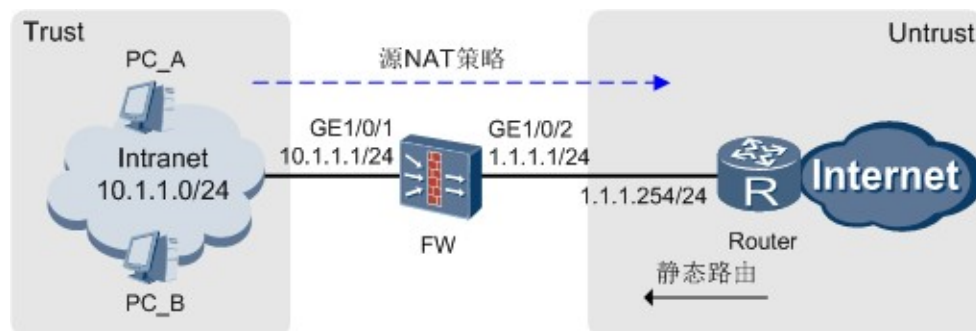 Trust
Untrust
PC_A
源NAT策略
GE1/0/1
10.1.1.1/24
GE1/0/2
1.1.1.1/24
Intranet
10.1.1.0/24
1.1.1.254/24
R
Internet
FW
Router
PC_B
静态路由